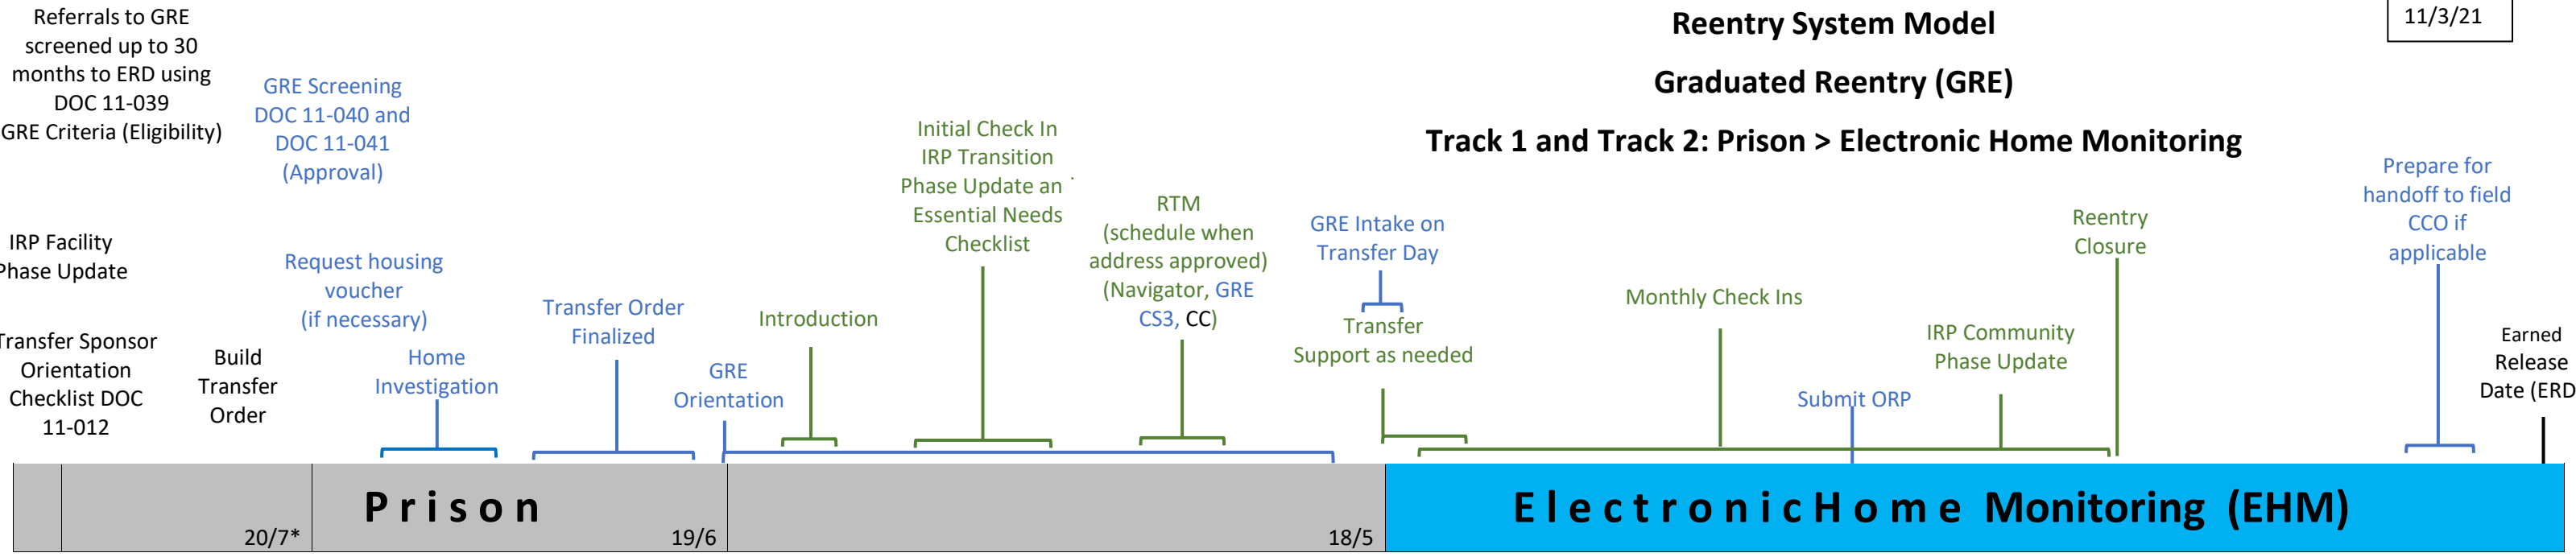 Referrals to GRE
screened up to 30
months to ERD using
DOC 11-039
GRE Criteria (Eligibility)
IRP Facility
Phase Update
Transfer Sponsor
Orientation
Checklist DOC
11-012
Build
Transfer
Order
GRE Screening
DOC 11-040 and
DOC 11-041
(Approval)
Request housing
voucher
(if necessary)
Home
Investigation
Transfer Order
Finalized
GRE
Orientation
Introduction
Initial Check In
IRP Transition
Phase Update an
Essential Needs
Checklist
RTM
(schedule when
address approved)
(Navigator, GRE
CS3, CC)
GRE Intake on
Transfer Day
Transfer
Support as needed
Reentry System Model
Graduated Reentry (GRE)
Track 1 and Track 2: Prison > Electronic Home Monitoring
11/3/21
Monthly Check Ins
Submit ORP
IRP Community
Phase Update
Reentry
Closure
Prepare for
handoff to field
CCO if
applicable
Earned
Release
Date (ERD
20/7*
Prison
19/6
18/5
ElectronicHome Monitoring (EHM)